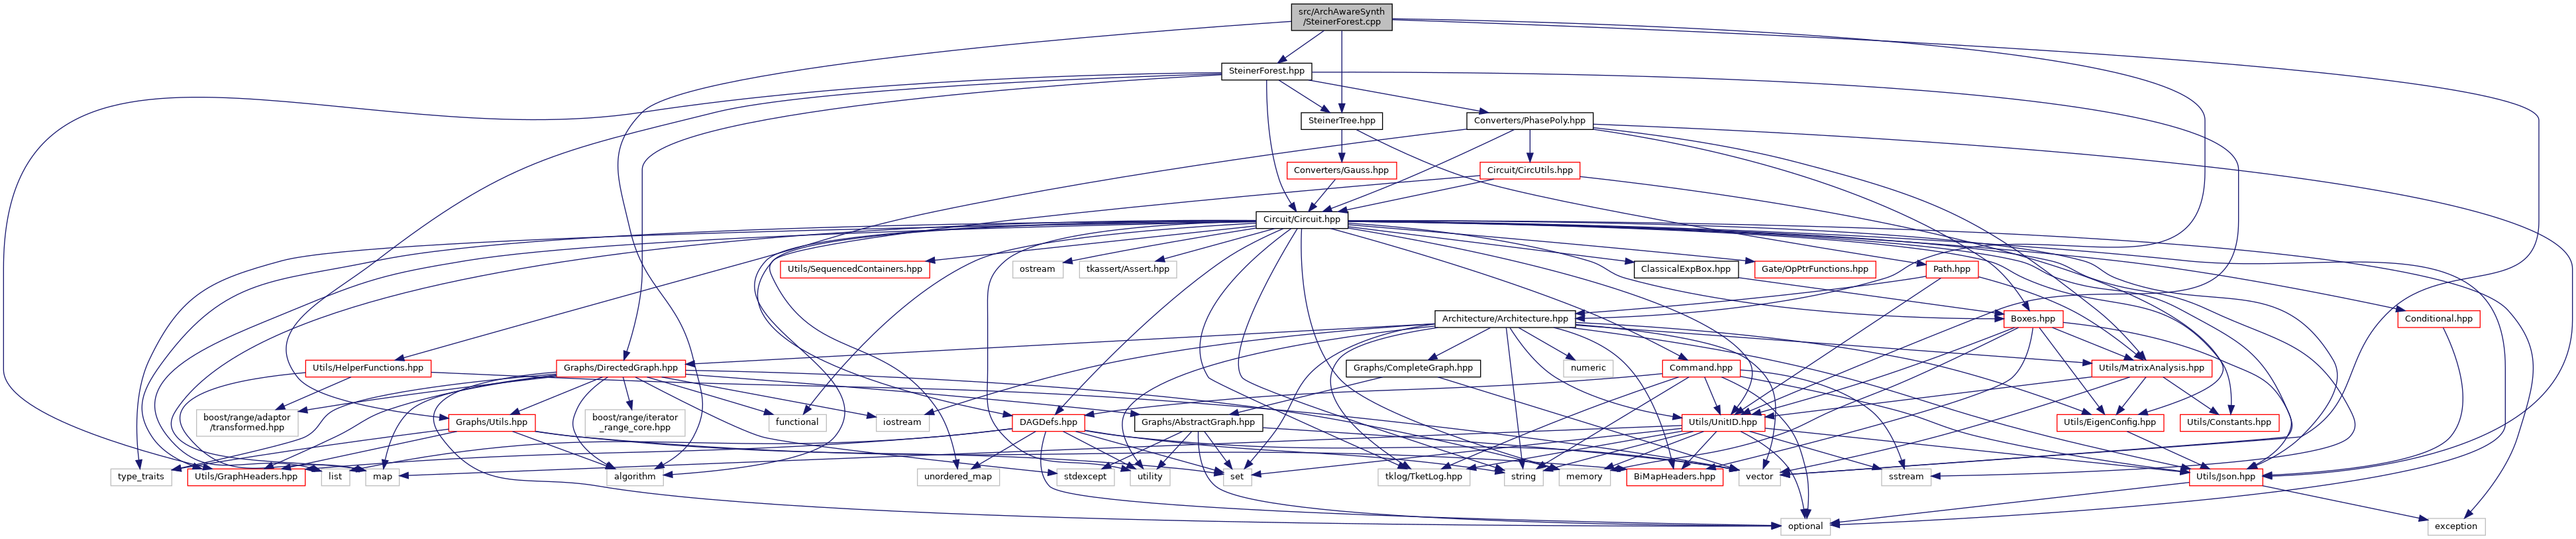 src/ArchAwareSynth
/SteinerForest.cpp
SteinerForest.hpp
SteinerTree.hpp
Converters/PhasePoly.hpp
Converters/Gauss.hpp
Circuit/CircUtils.hpp
Circuit/Circuit.hpp
Utils/SequencedContainers.hpp
ostream
tkassert/Assert.hpp
ClassicalExpBox.hpp
Gate/OpPtrFunctions.hpp
Path.hpp
Architecture/Architecture.hpp
Boxes.hpp
Conditional.hpp
Utils/HelperFunctions.hpp
Graphs/DirectedGraph.hpp
Graphs/CompleteGraph.hpp
numeric
Command.hpp
Utils/MatrixAnalysis.hpp
boost/range/adaptor
/transformed.hpp
Graphs/Utils.hpp
boost/range/iterator
_range_core.hpp
functional
iostream
DAGDefs.hpp
Graphs/AbstractGraph.hpp
Utils/UnitID.hpp
Utils/EigenConfig.hpp
Utils/Constants.hpp
type_traits
Utils/GraphHeaders.hpp
list
map
algorithm
unordered_map
stdexcept
utility
set
tklog/TketLog.hpp
string
memory
BiMapHeaders.hpp
vector
sstream
Utils/Json.hpp
optional
exception